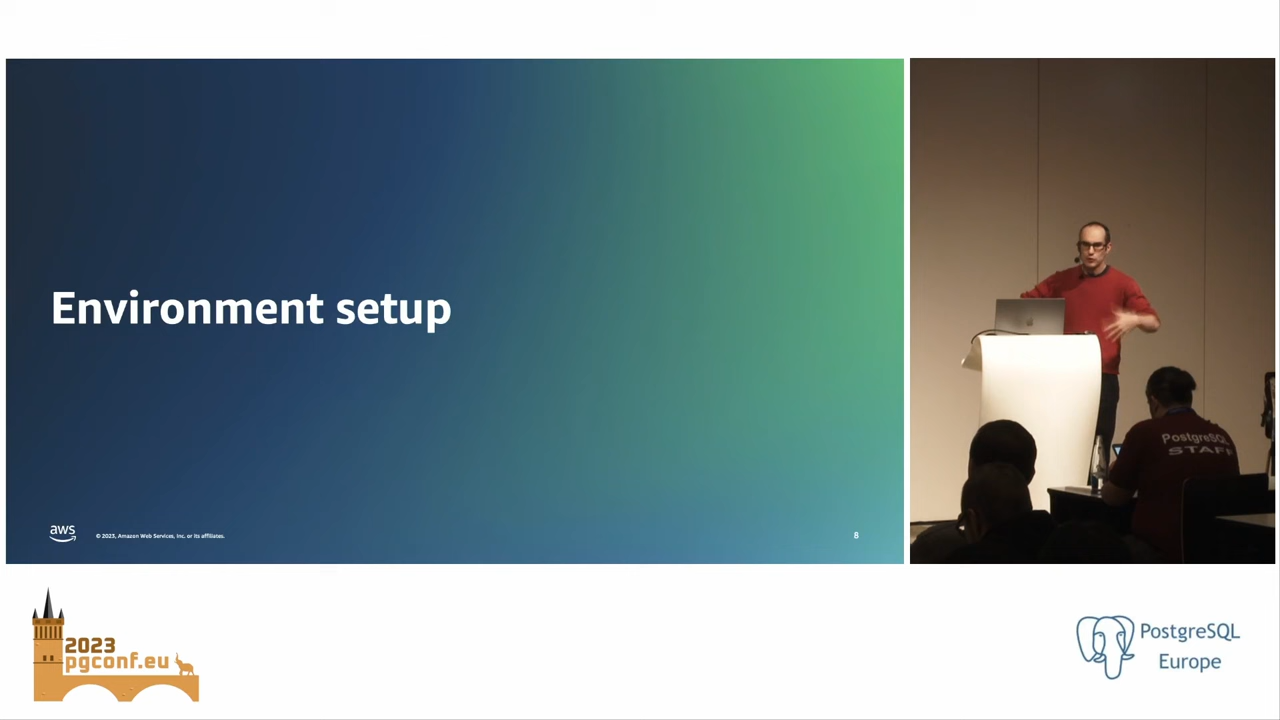 Environment setup
aws
© 2023, Amazon Web Services, Inc. or its affiliates.
8
PostgreSQL
STAFF
2023
pgconf.eu
PostgreSQL
Europe